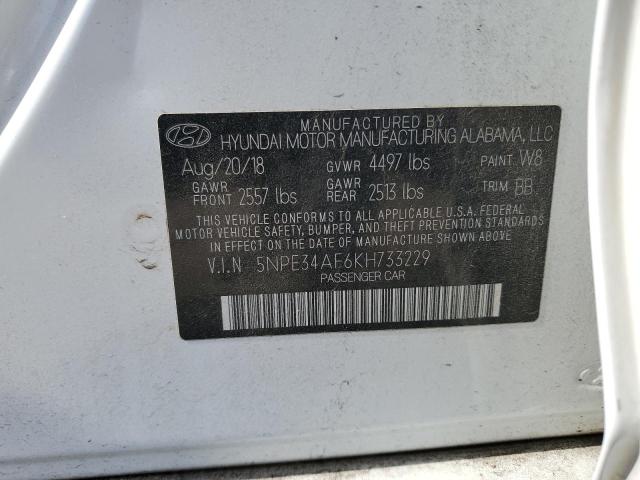 MANUFACTURED BY
HYUNDAI MOTOR MANUFACTURING ALABAMA, LLC
Aug/20/18 GVWR 4497 lbs PAINT W8
GAWR FRONT 2557 lbs GAWR REAR 2513 lbs TRIM BB
THIS VEHICLE CONFORMS TO ALL APPLICABLE U.S.A. FEDERAL
MOTOR VEHICLE SAFETY, BUMPER, AND THEFT PREVENTION STANDARDS
IN EFFECT ON THE DATE OF MANUFACTURE SHOWN ABOVE.
V.I.N 5NPE34AF6KH733229
PASSENGER CAR